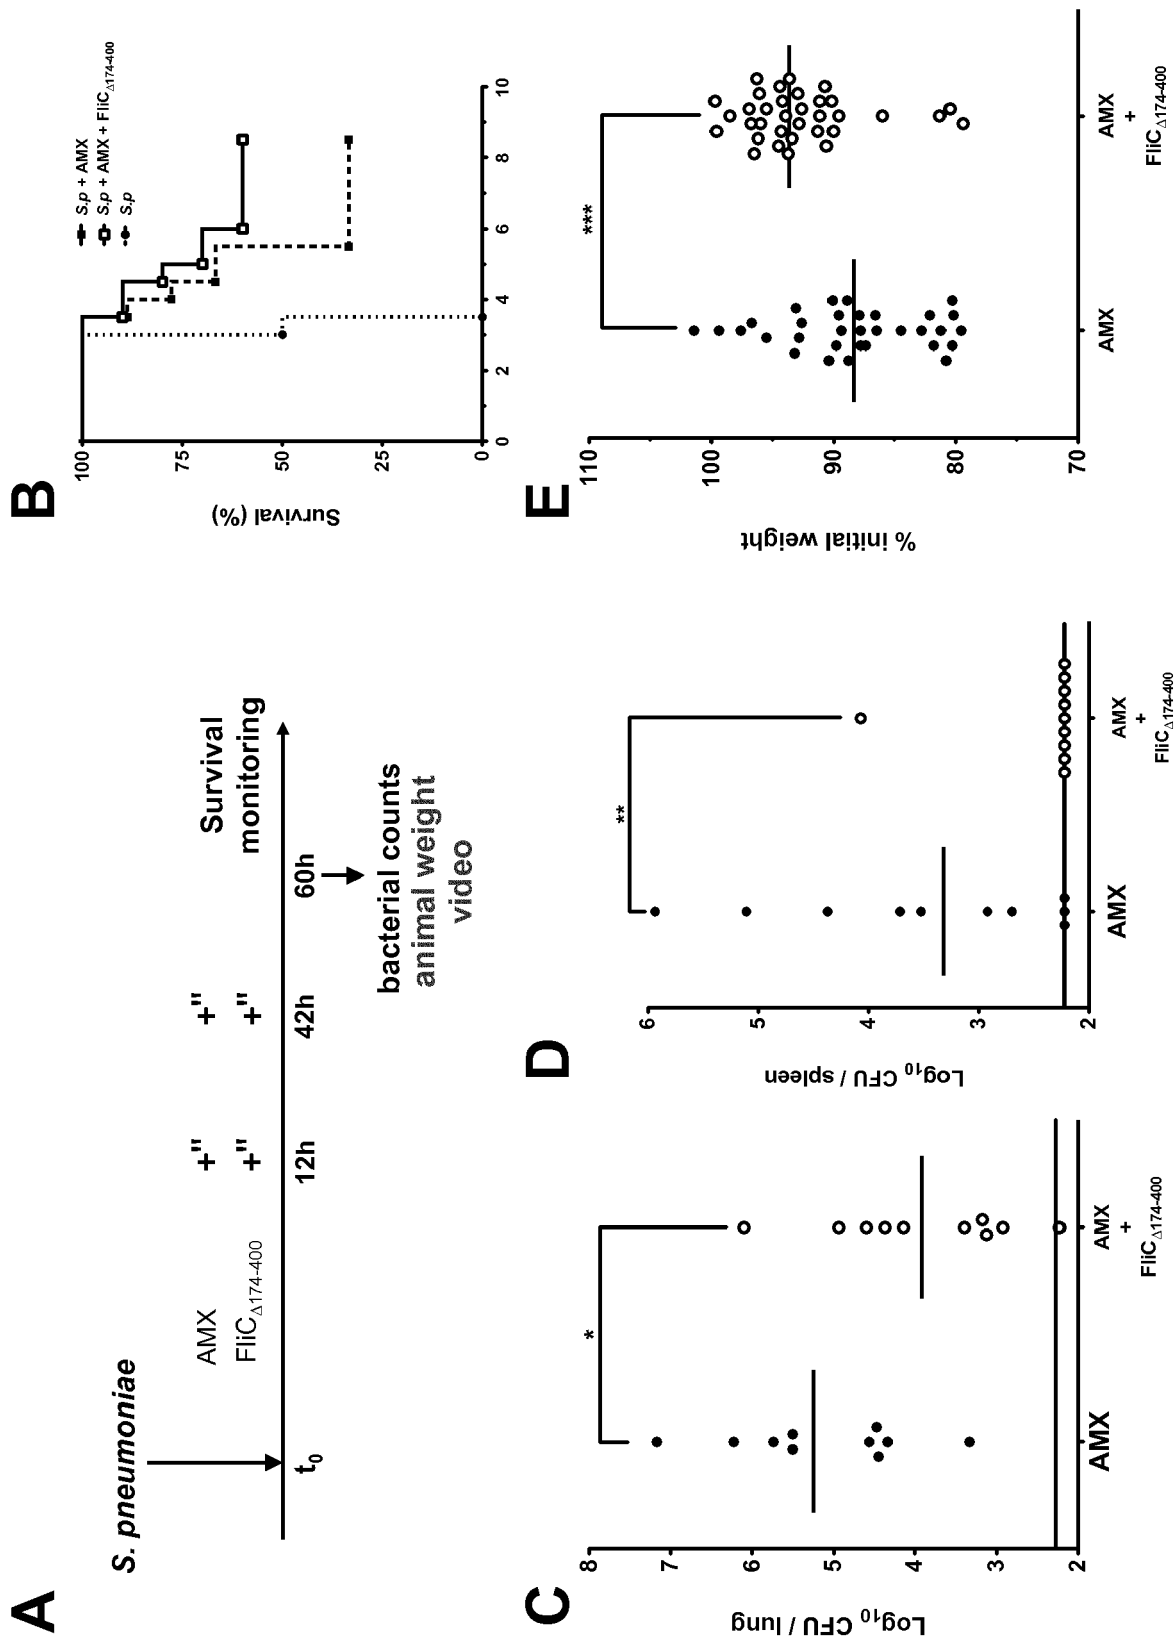 A
S. pneumoniae
AMX +" +"
FliCΔ174-400 +" +"
Survival
monitoring
t0 12h 42h 60h
bacterial counts
animal weight
video
B
Survival (%)
100
75
50
25
0
0 2 4 6 8 10
S.p + AMX
S.p + AMX + FliCΔ174-400
S.p
C
Log10 CFU / lung
8
7
6
5
4
3
2
*
AMX
AMX
+
FliCΔ174-400
D
Log10 CFU / spleen
6
5
4
3
2
**
AMX
AMX
+
FliCΔ174-400
E
% initial weight
110
100
90
80
70
***
AMX
AMX
+
FliCΔ174-400